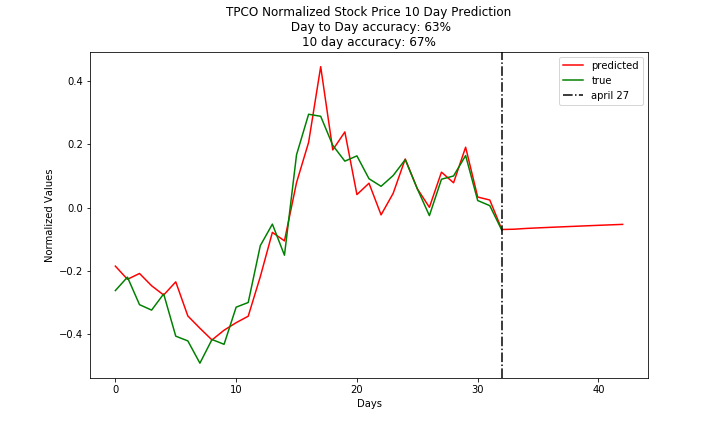 TPCO Normalized Stock Price 10 Day Prediction
Day to Day accuracy: 63%
10 day accuracy: 67%
predicted
true
april 27
Normalized Values
0.4
0.2
0.0
−0.2
−0.4
0
10
20
30
40
Days